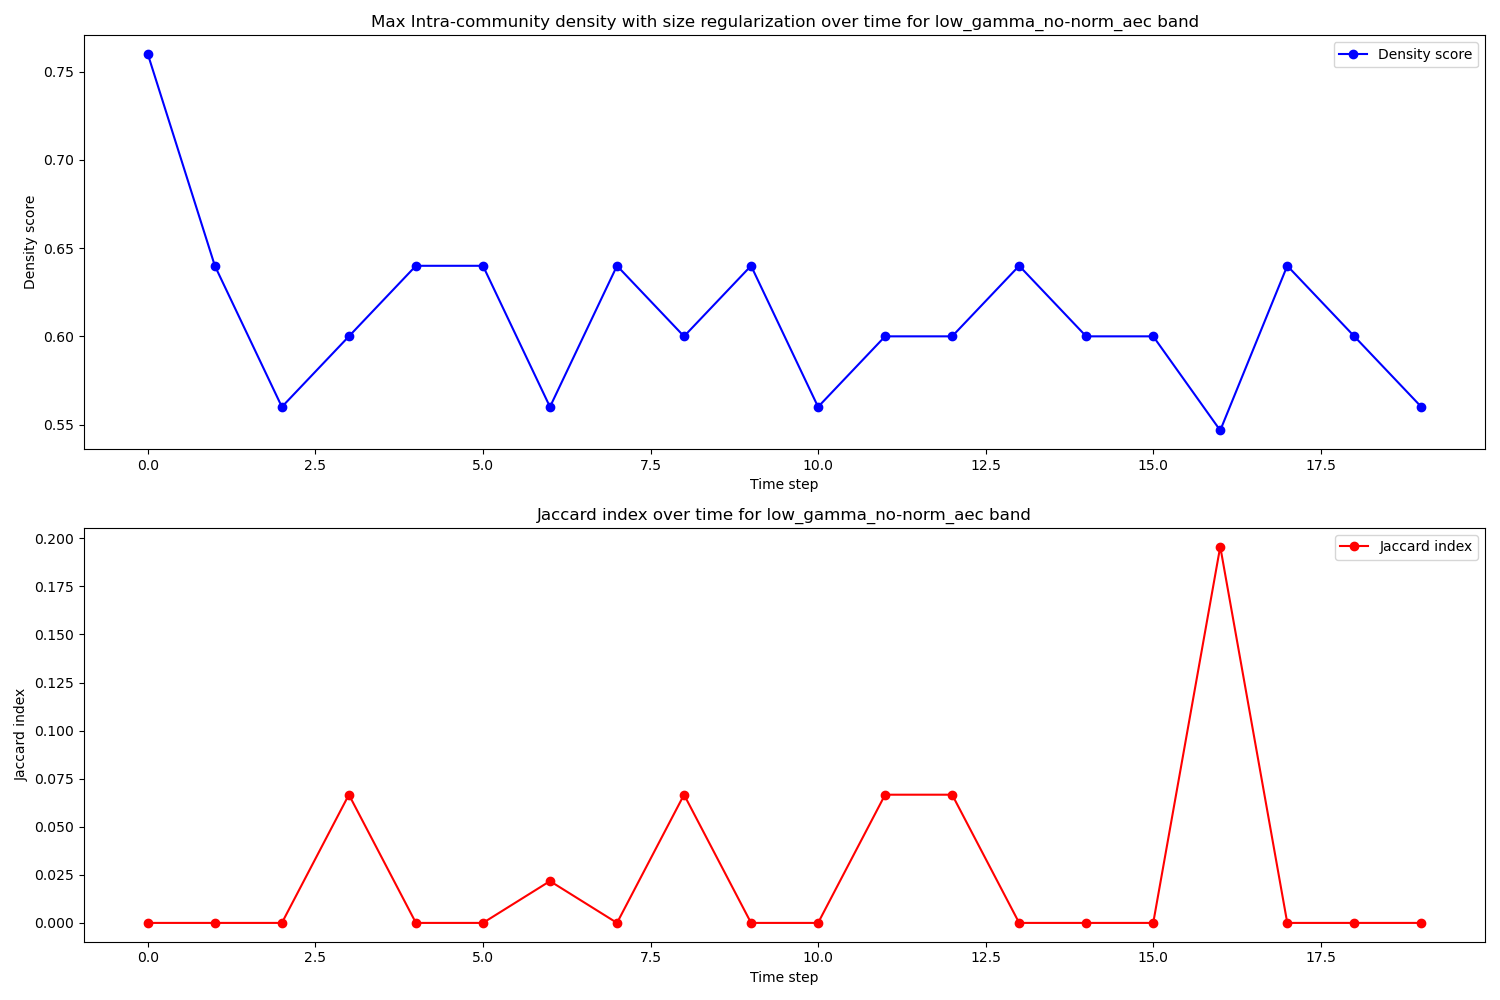 Max Intra-community density with size regularization over time for low_gamma_no-norm_aec band
Density score
Density score
0.75
0.70
0.65
0.60
0.55
0.0 2.5 5.0 7.5 10.0 12.5 15.0 17.5
Time step
Jaccard index over time for low_gamma_no-norm_aec band
Jaccard index
Jaccard index
0.200
0.175
0.150
0.125
0.100
0.075
0.050
0.025
0.000
0.0 2.5 5.0 7.5 10.0 12.5 15.0 17.5
Time step